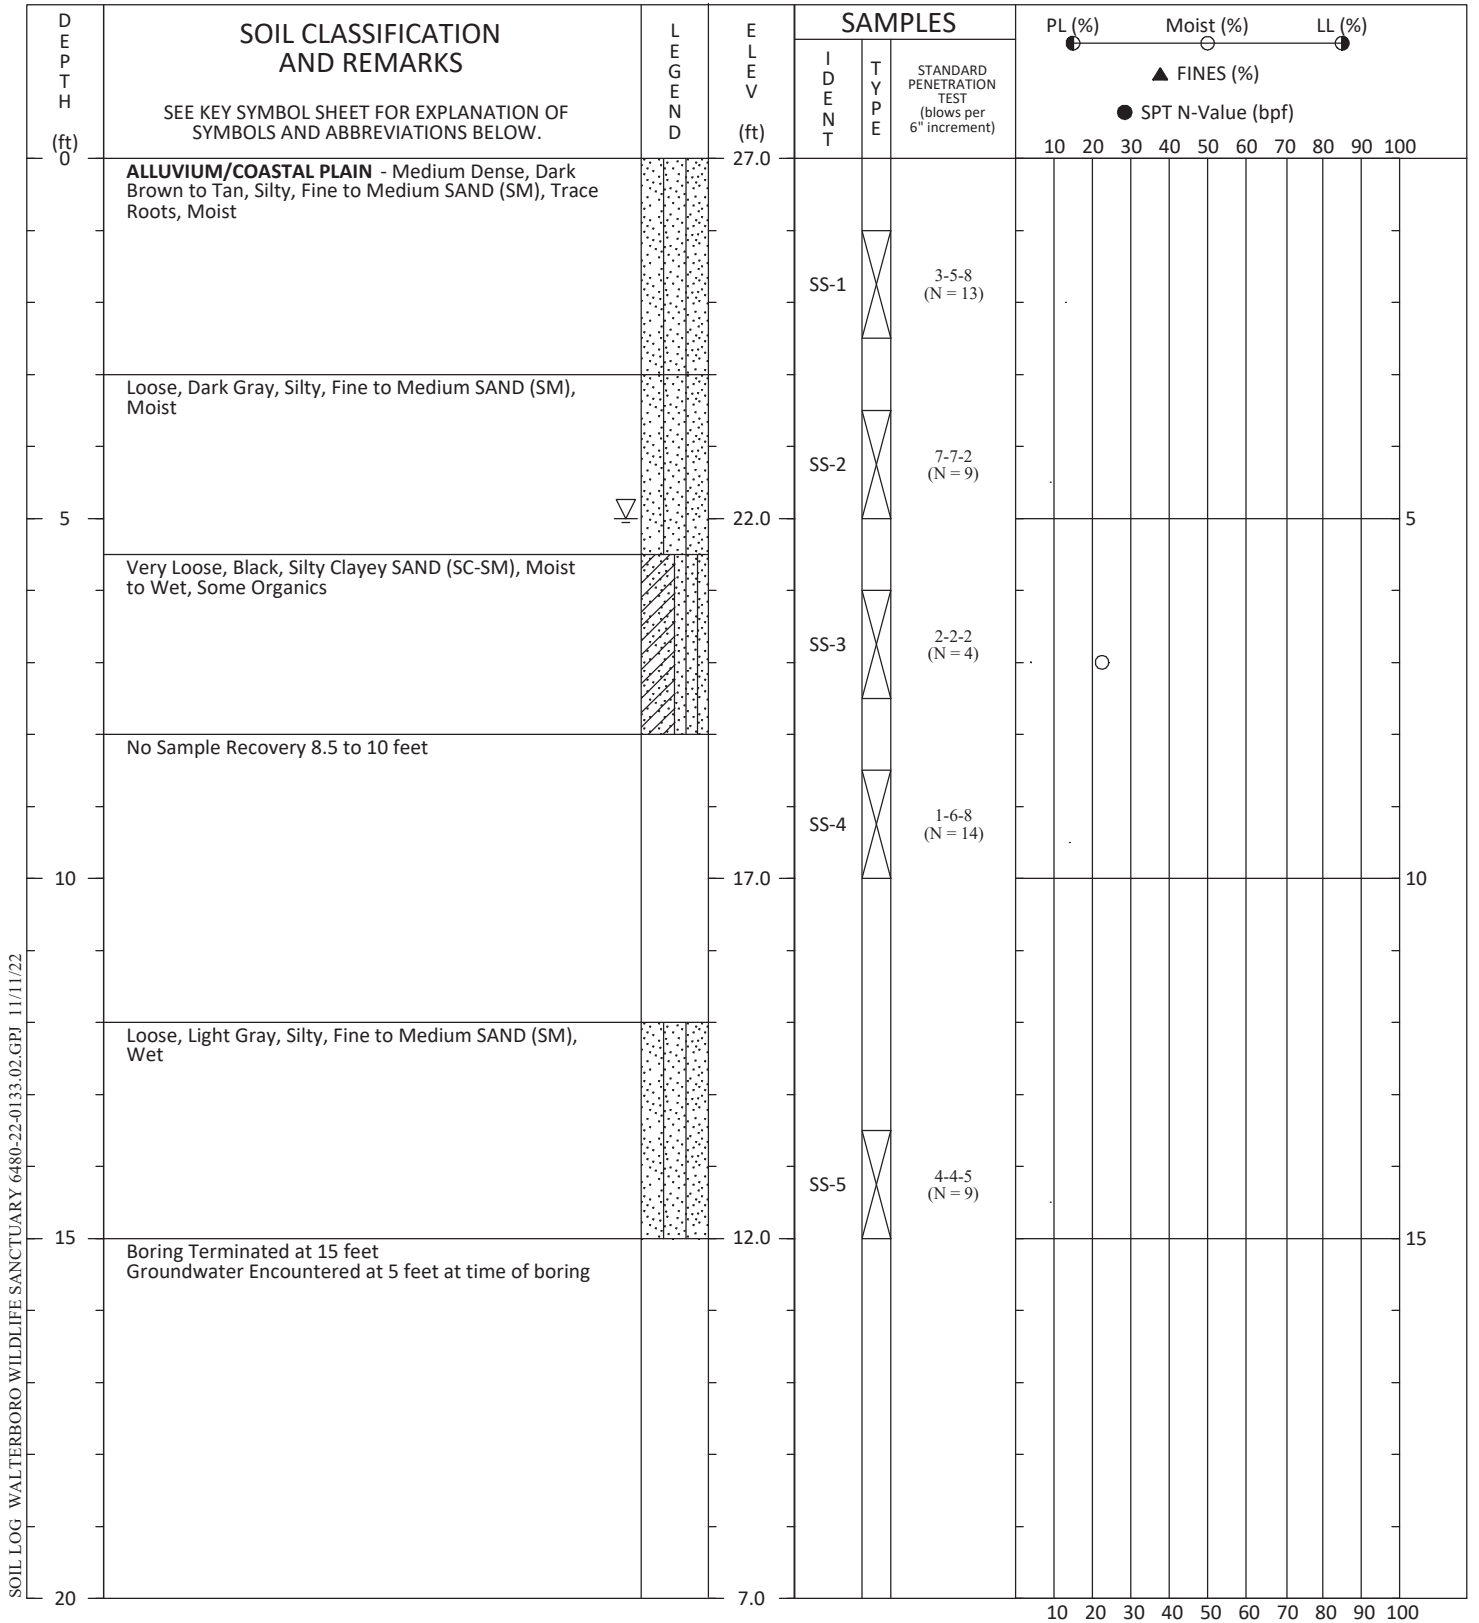 DEPTH
(ft)
SOIL CLASSIFICATION
AND REMARKS
SEE KEY SYMBOL SHEET FOR EXPLANATION OF
SYMBOLS AND ABBREVIATIONS BELOW.
LEGEND
ELEV
(ft)
SAMPLES
IDENT
TYPE
STANDARD
PENETRATION
TEST
(blows per
6" increment)
PL (%) Moist (%) LL (%)
FINES (%)
SPT N-Value (bpf)
10 20 30 40 50 60 70 80 90 100
0
27.0
ALLUVIUM/COASTAL PLAIN - Medium Dense, Dark
Brown to Tan, Silty, Fine to Medium SAND (SM), Trace
Roots, Moist
SS-1
3-5-8
(N = 13)
Loose, Dark Gray, Silty, Fine to Medium SAND (SM),
Moist
SS-2
7-7-2
(N = 9)
5
22.0
5
Very Loose, Black, Silty Clayey SAND (SC-SM), Moist
to Wet, Some Organics
SS-3
2-2-2
(N = 4)
No Sample Recovery 8.5 to 10 feet
SS-4
1-6-8
(N = 14)
10
17.0
10
Loose, Light Gray, Silty, Fine to Medium SAND (SM),
Wet
SS-5
4-4-5
(N = 9)
15
12.0
15
Boring Terminated at 15 feet
Groundwater Encountered at 5 feet at time of boring
20
7.0
10 20 30 40 50 60 70 80 90 100
SOIL LOG WALTERBORO WILDLIFE SANCTUARY 6480-22-0133.02.GPJ 11/11/22